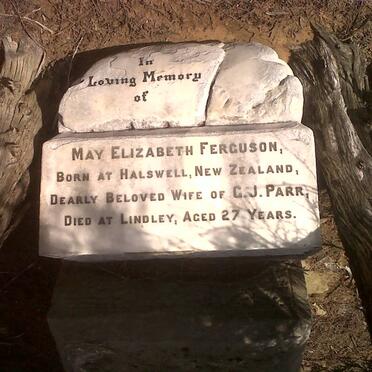 In
Loving Memory
of
May Elizabeth Ferguson,
Born at Halswell, New Zealand,
Dearly Beloved Wife of C.J. Parr,
Died at Lindley, Aged 27 Years.